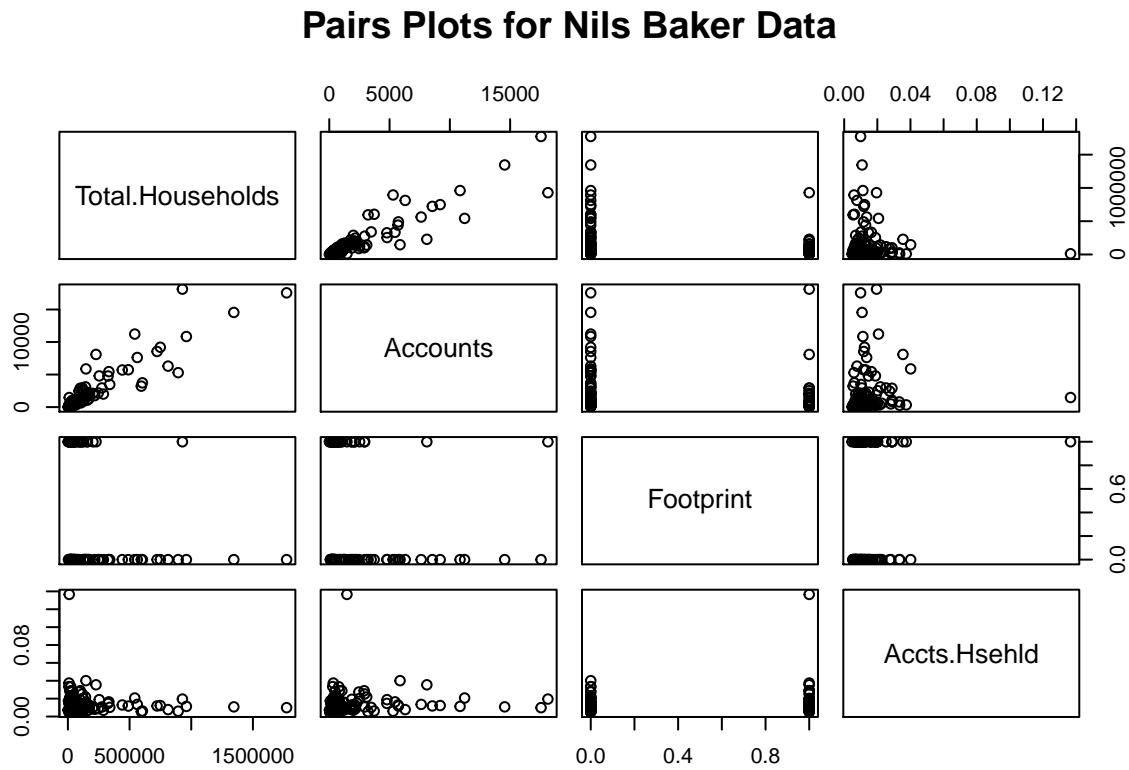 Pairs Plots for Nils Baker Data
0 5000 15000
0.00 0.04 0.08 0.12
Total.Households
0 1000000
0 10000
Accounts
Footprint
0.0 0.6
0.00 0.08
Accts.Hsehld
0 500000 1500000
0.0 0.4 0.8